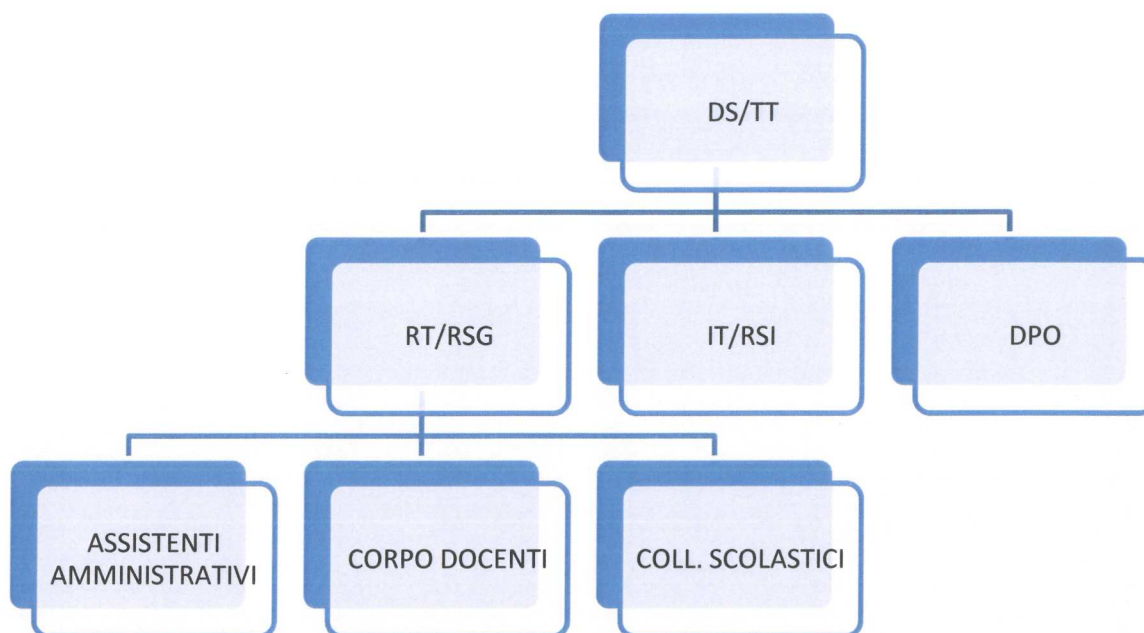 DS/TT
RT/RSG
IT/RSI
DPO
ASSISTENTI
AMMINISTRATIVI
CORPO DOCENTI
COLL. SCOLASTICI